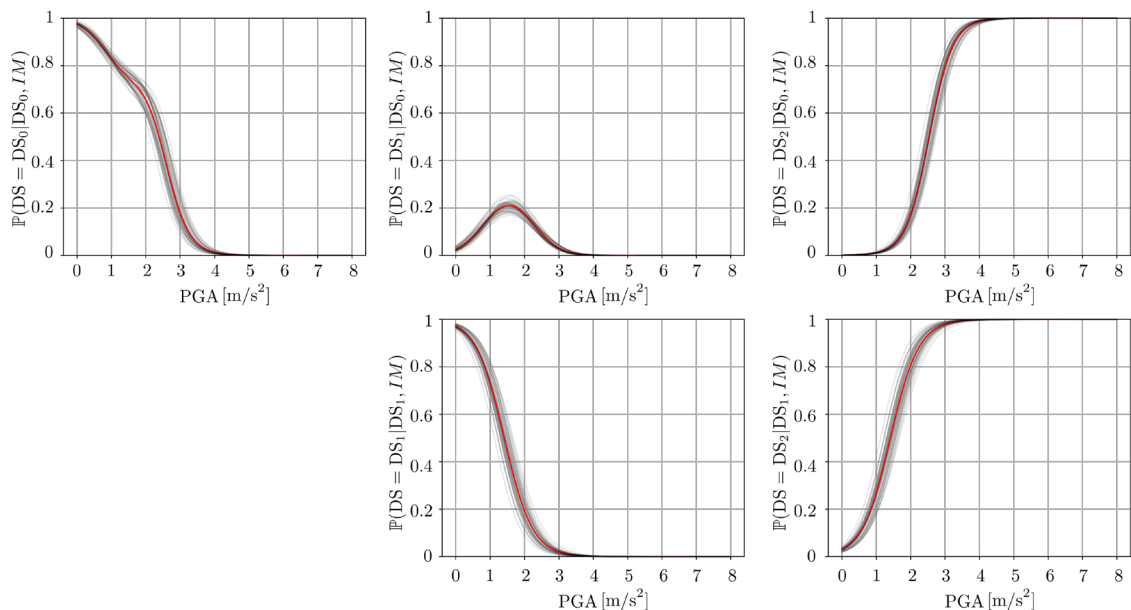 ℙ(DS = DS₀|DS₀, IM)
1
0.8
0.6
0.4
0.2
0
0 1 2 3 4 5 6 7 8
PGA [m/s²]
ℙ(DS = DS₁|DS₀, IM)
1
0.8
0.6
0.4
0.2
0
0 1 2 3 4 5 6 7 8
PGA [m/s²]
ℙ(DS = DS₂|DS₀, IM)
1
0.8
0.6
0.4
0.2
0
0 1 2 3 4 5 6 7 8
PGA [m/s²]
ℙ(DS = DS₁|DS₁, IM)
1
0.8
0.6
0.4
0.2
0
0 1 2 3 4 5 6 7 8
PGA [m/s²]
ℙ(DS = DS₂|DS₁, IM)
1
0.8
0.6
0.4
0.2
0
0 1 2 3 4 5 6 7 8
PGA [m/s²]